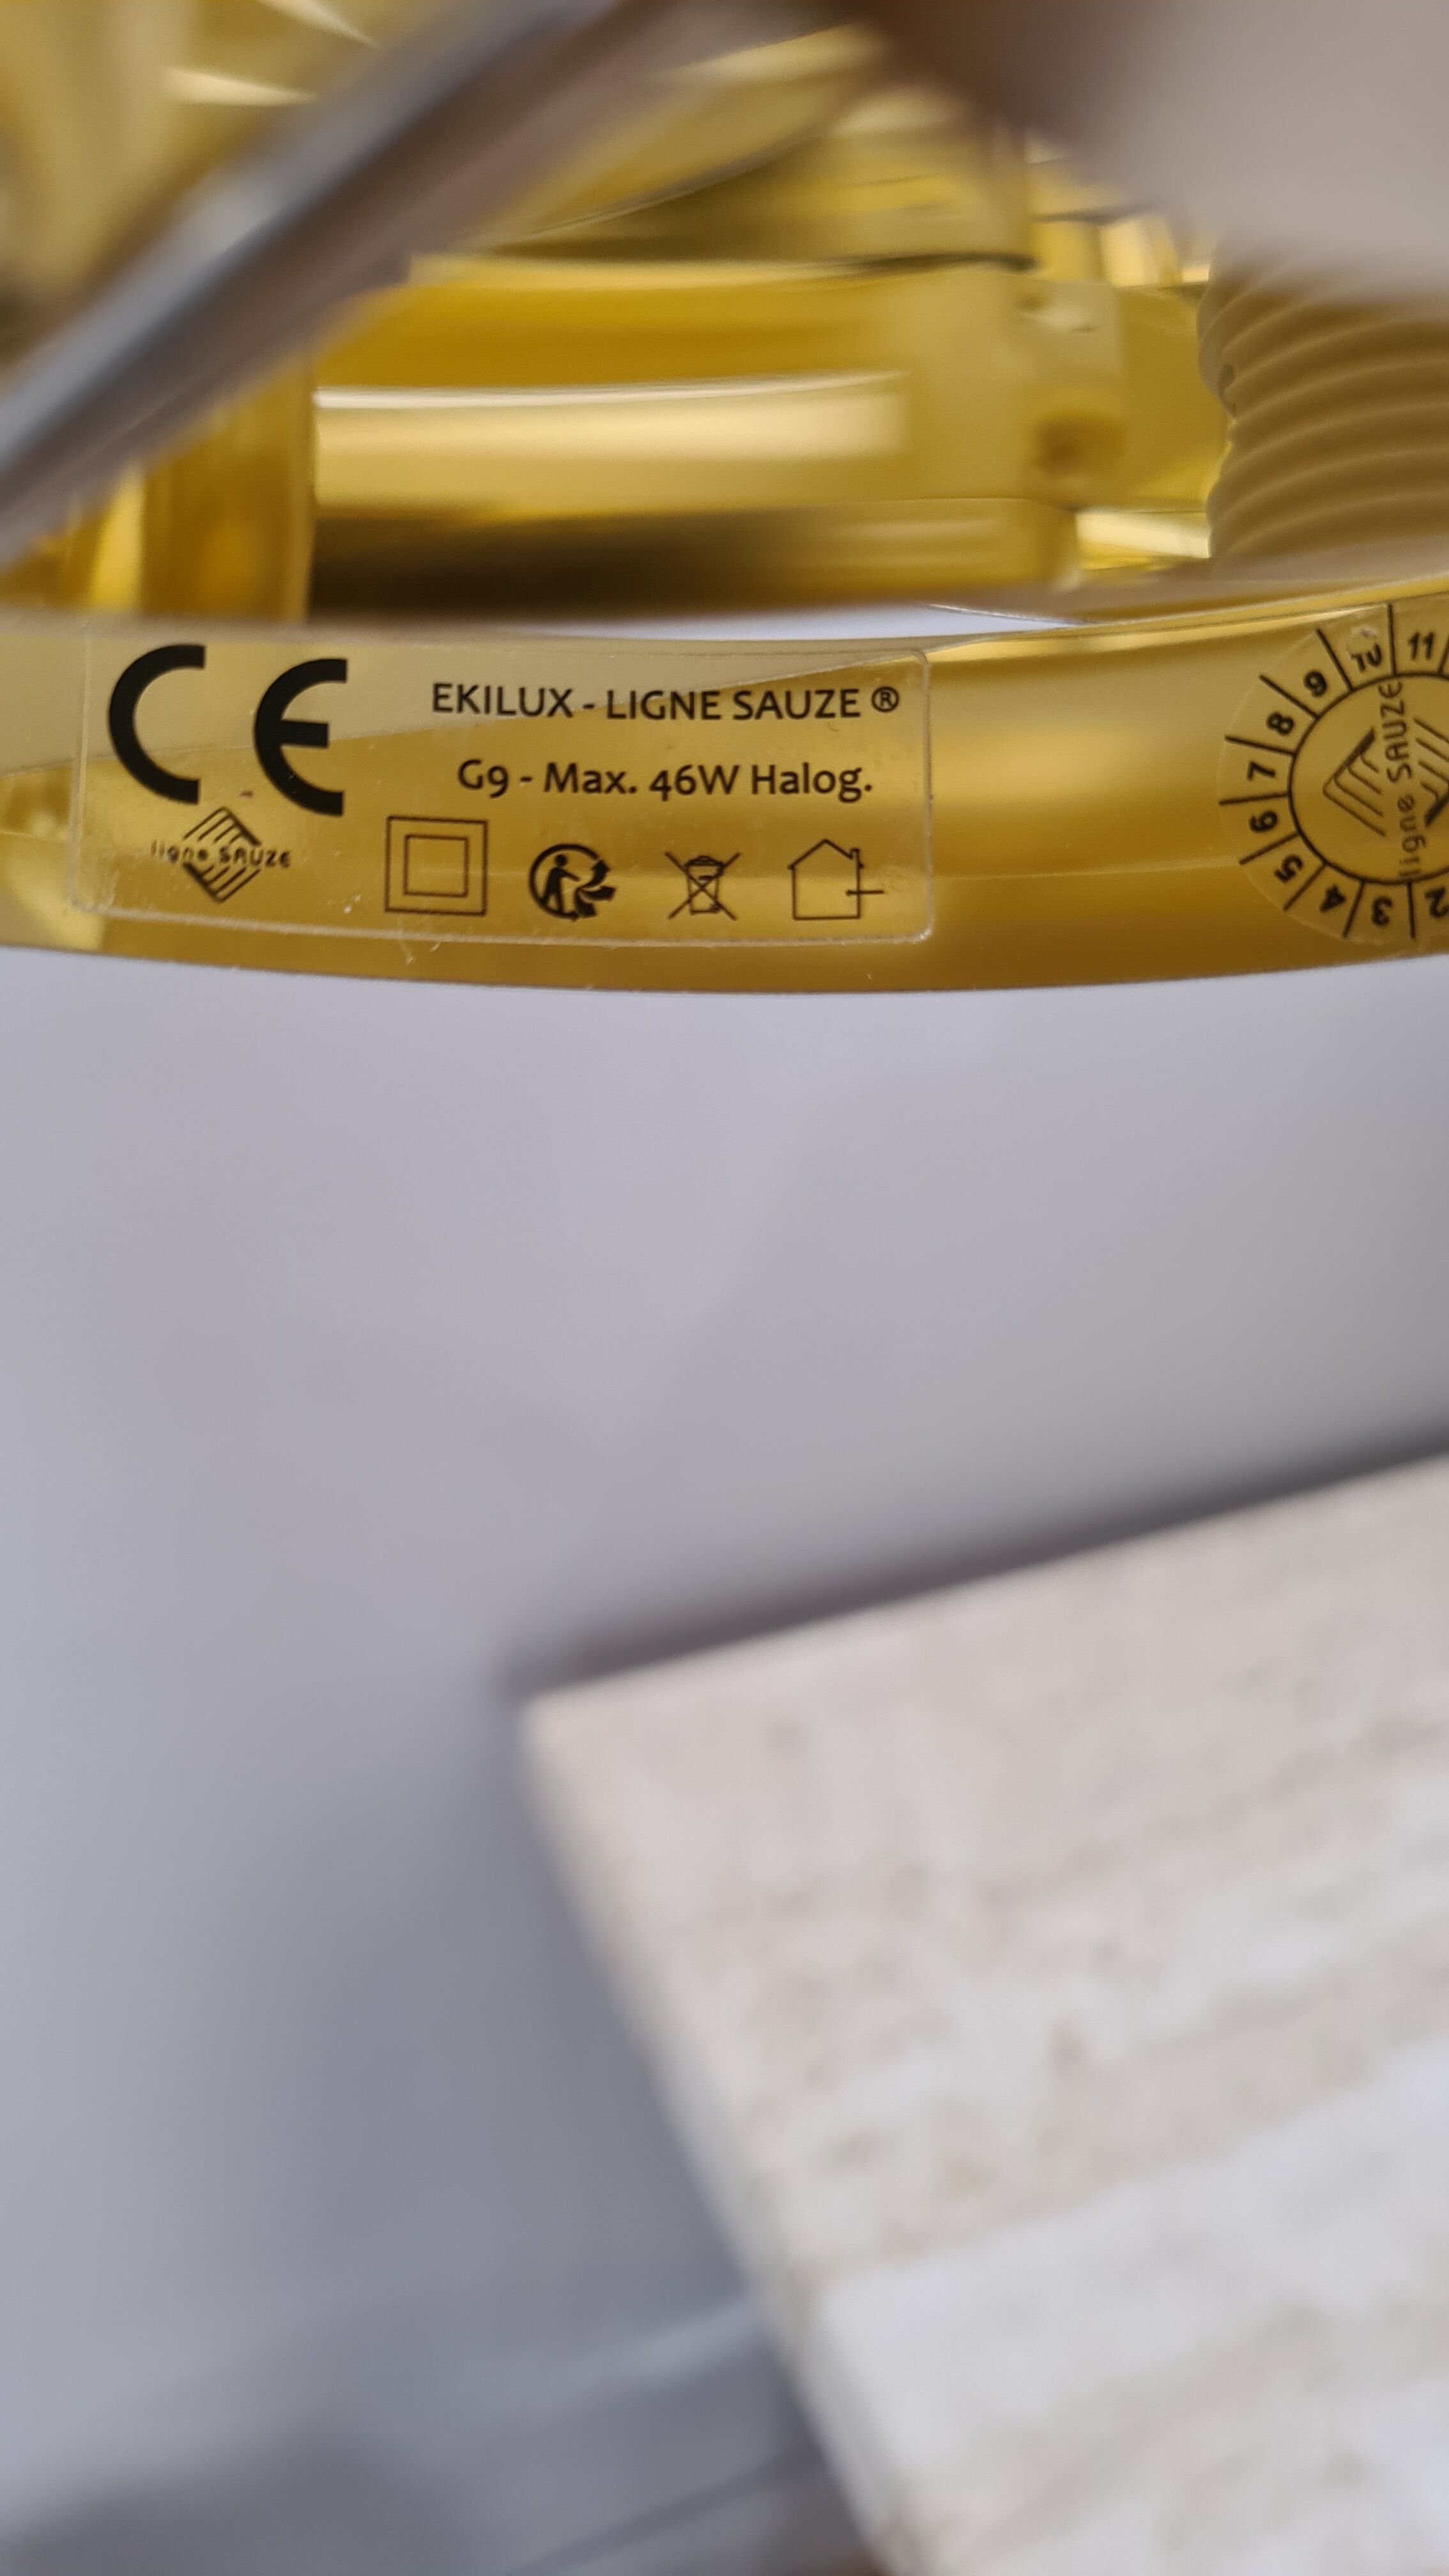 CE
EKILUX - LIGNE SAUZE ®
G9 - Max. 46W Halog.
ligne SAUZE
11
10
9
8
7
6
5
4
3
2
ligne SAUZE